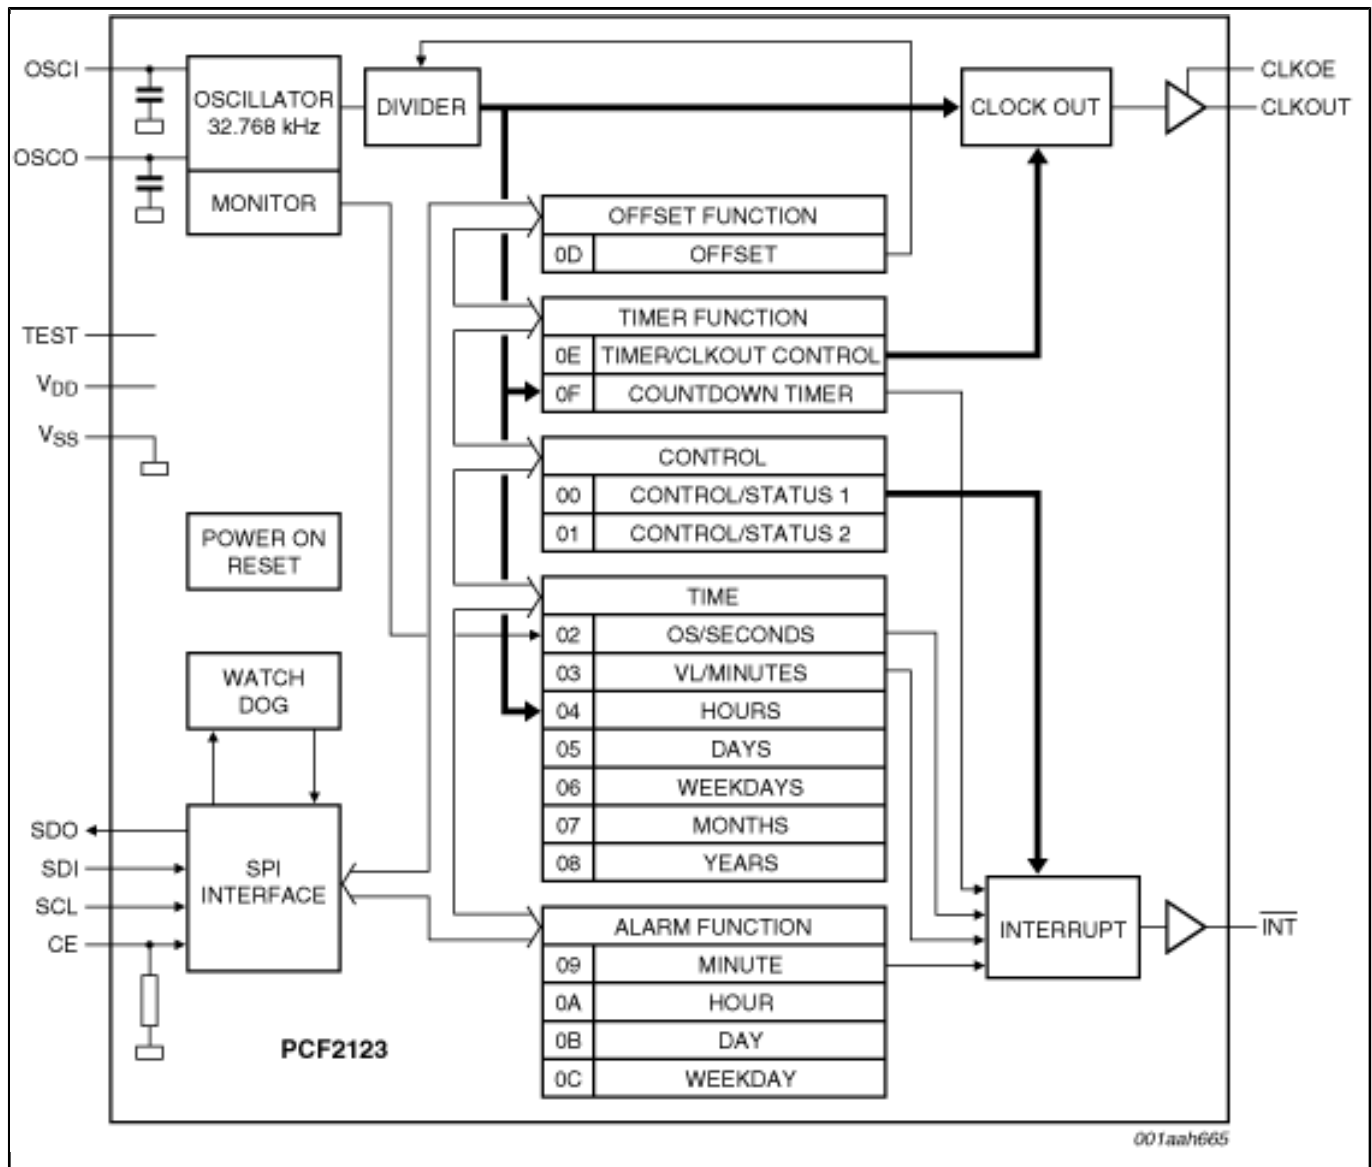 OSCI
OSCILLATOR
32.768 kHz
DIVIDER
CLOCK OUT
CLKOE
CLKOUT
OSCO
MONITOR
OFFSET FUNCTION
0D OFFSET
TEST
VDD
VSS
TIMER FUNCTION
0E TIMER/CLKOUT CONTROL
0F COUNTDOWN TIMER
CONTROL
00 CONTROL/STATUS 1
01 CONTROL/STATUS 2
POWER ON
RESET
TIME
02 OS/SECONDS
03 VL/MINUTES
04 HOURS
05 DAYS
06 WEEKDAYS
07 MONTHS
08 YEARS
WATCH
DOG
SDO
SDI
SCL
CE
SPI
INTERFACE
ALARM FUNCTION
09 MINUTE
0A HOUR
0B DAY
0C WEEKDAY
INTERRUPT
INT
PCF2123
001aah665